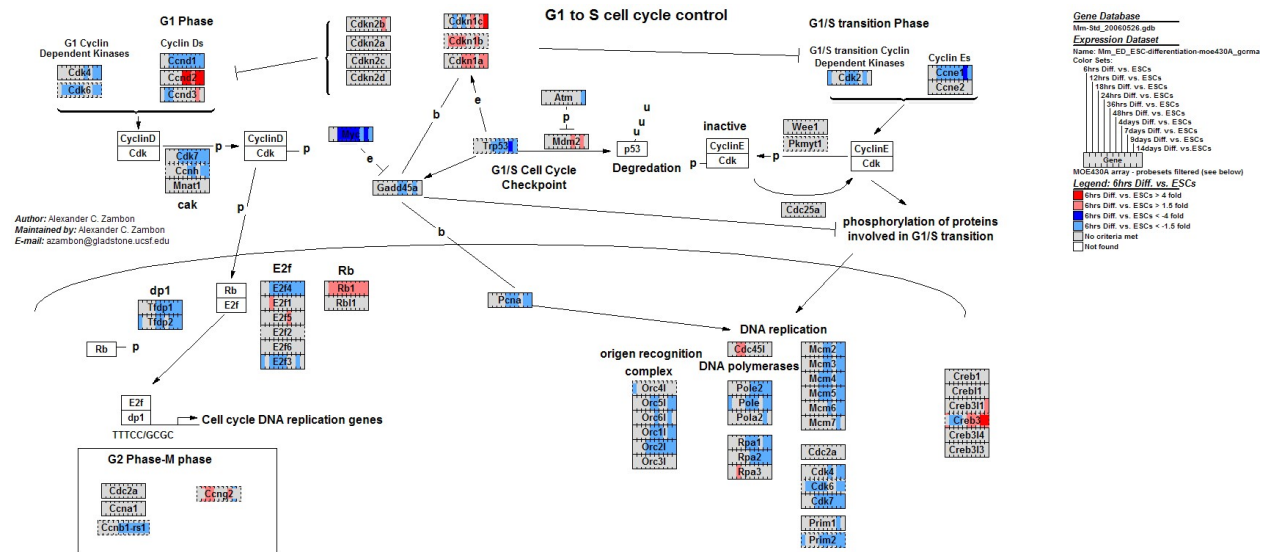 G1 to S cell cycle control
G1 Phase
G1 Cyclin
Dependent Kinases
Cdk4
Cdk6
Cyclin Ds
Ccnd1
Ccnd2
Ccnd3
Cdkn2b
Cdkn2a
Cdkn2c
Cdkn2d
Cdkn1c
Cdkn1b
Cdkn1a
G1/S transition Phase
G1/S transition Cyclin
Dependent Kinases
Cdk2
Cyclin Es
Ccne1
Ccne2
CyclinD
Cdk
p
CyclinD
Cdk
p
Cdk7
Ccnh
Mnat1
cak
Myc
e
b
e
Atm
p
Trp53
Mdm2
u
u
u
p53
Degradation
G1/S Cell Cycle
Checkpoint
Gadd45a
inactive
CyclinE
Cdk
p
Wee1
Pkmyt1
p
CyclinE
Cdk
Cdc25a
phosphorylation of proteins
involved in G1/S transition
Author: Alexander C. Zambon
Maintained by: Alexander C. Zambon
E-mail: azambon@gladstone.ucsf.edu
p
b
dp1
Tfdp1
Tfdp2
Rb
E2f
E2f
E2f4
E2f1
E2f5
E2f2
E2f6
E2f3
Rb
Rb1
Rbl1
Rb
p
E2f
dp1
Cell cycle DNA replication genes
TTTCC/GCGC
Pcna
DNA replication
Cdc45l
origen recognition
complex
Orc4l
Orc5l
Orc6l
Orc1l
Orc2l
Orc3l
DNA polymerases
Pole2
Pole
Pola2
Rpa1
Rpa2
Rpa3
Mcm2
Mcm3
Mcm4
Mcm5
Mcm6
Mcm7
Cdc2a
Cdk4
Cdk6
Cdk7
Prim1
Prim2
Creb1
Crebl1
Creb3l1
Creb3
Creb3l4
Creb3l3
G2 Phase-M phase
Cdc2a
Ccna1
Ccnb1-rs1
Ccng2
Gene Database
Mm-Std_20060526.gdb
Expression Dataset
Name: Mm_ED_ESC-differentiation-moe430A_gcrma
Color Sets:
6hrs Diff. vs. ESCs
12hrs Diff. vs. ESCs
18hrs Diff. vs. ESCs
24hrs Diff. vs. ESCs
36hrs Diff. vs. ESCs
48hrs Diff. vs. ESCs
4days Diff. vs. ESCs
7days Diff. vs. ESCs
9days Diff. vs. ESCs
14days Diff. vs. ESCs
Gene
MOE430A array - probesets filtered (see below)
Legend: 6hrs Diff. vs. ESCs
6hrs Diff. vs. ESCs > 4 fold
6hrs Diff. vs. ESCs > 1.5 fold
6hrs Diff. vs. ESCs < -4 fold
6hrs Diff. vs. ESCs < -1.5 fold
No criteria met
Not found